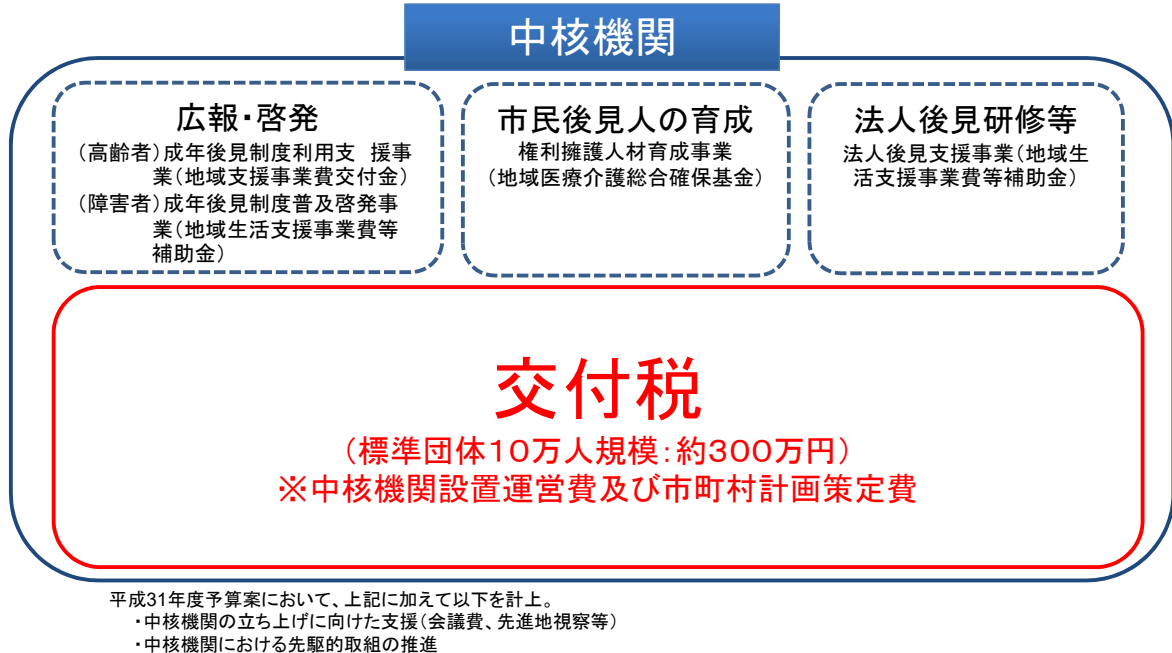 中核機関
広報・啓発
（高齢者）成年後見制度利用支 援事
業（地域支援事業費交付金）
（障害者）成年後見制度普及啓発事
業（地域生活支援事業費等
補助金）
市民後見人の育成
権利擁護人材育成事業
（地域医療介護総合確保基金）
法人後見研修等
法人後見支援事業（地域生
活支援事業費等補助金）
交付税
（標準団体１０万人規模：約３００万円）
※中核機関設置運営費及び市町村計画策定費
平成31年度予算案において、上記に加えて以下を計上。
・中核機関の立ち上げに向けた支援（会議費、先進地視察等）
・中核機関における先駆的取組の推進